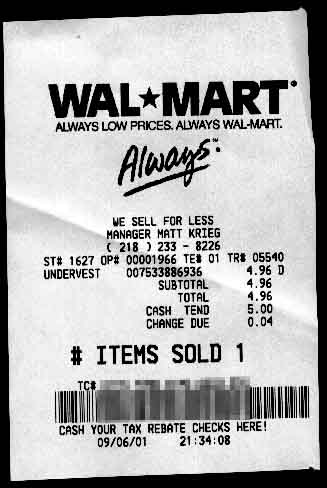 WAL★MART®
ALWAYS LOW PRICES. ALWAYS WAL-MART.
Always.™
WE SELL FOR LESS
MANAGER MATT KRIEG
( 218 ) 233 - 8226
ST# 1627 OP# 00001966 TE# 01 TR# 05540
UNDERVEST 007533886936 4.96 D
SUBTOTAL 4.96
TOTAL 4.96
CASH TEND 5.00
CHANGE DUE 0.04
# ITEMS SOLD 1
TC#
CASH YOUR TAX REBATE CHECKS HERE!
09/06/01 21:34:08